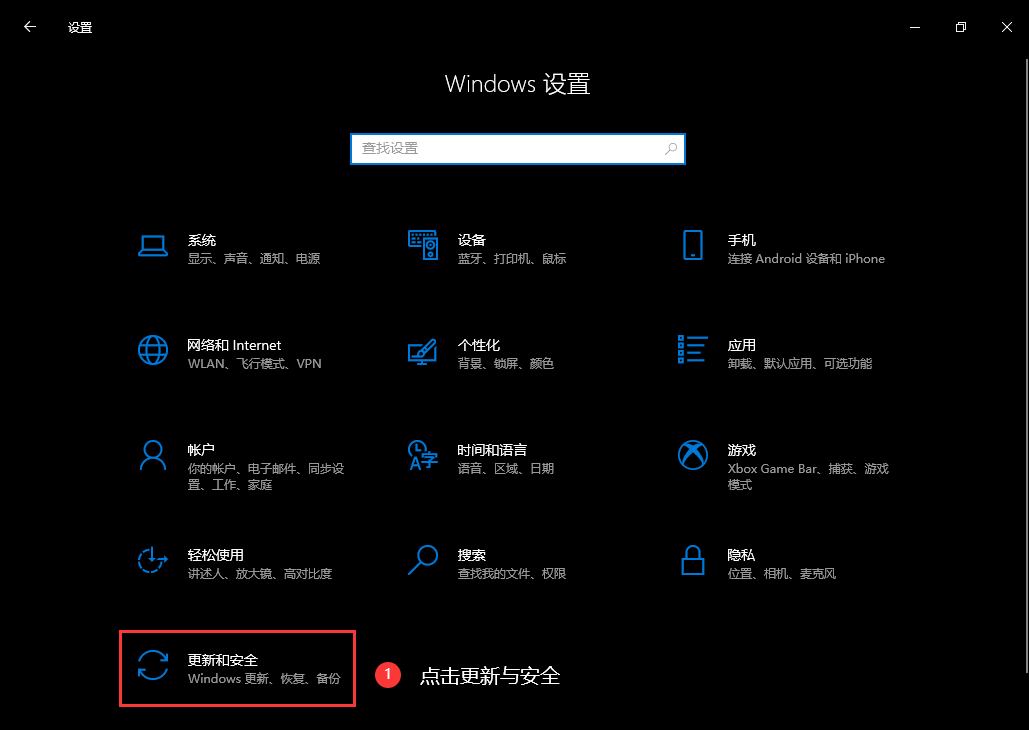 设置
Windows 设置
查找设置
系统
显示、声音、通知、电源
设备
蓝牙、打印机、鼠标
手机
连接 Android 设备和 iPhone
网络和 Internet
WLAN、飞行模式、VPN
个性化
背景、锁屏、颜色
应用
卸载、默认应用、可选功能
帐户
你的帐户、电子邮件、同步设
置、工作、家庭
时间和语言
语音、区域、日期
游戏
Xbox Game Bar、捕获、游戏
模式
轻松使用
讲述人、放大镜、高对比度
搜索
查找我的文件、权限
隐私
位置、相机、麦克风
更新和安全
Windows 更新、恢复、备份
1 点击更新与安全